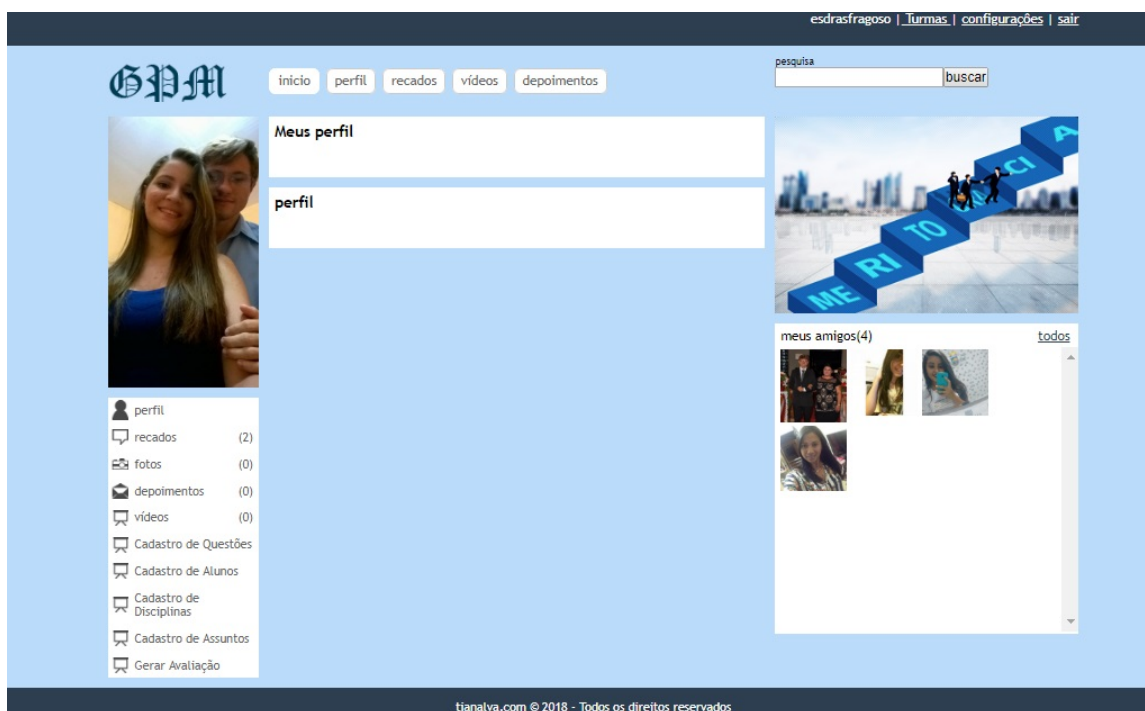 esdrasfragoso | Turmas | configurações | sair
GPM
inicio perfil recados vídeos depoimentos
pesquisa
buscar
Meus perfil
perfil
MERITOCRACIA
meus amigos(4) todos
perfil
recados (2)
fotos (0)
depoimentos (0)
vídeos (0)
Cadastro de Questões
Cadastro de Alunos
Cadastro de
Disciplinas
Cadastro de Assuntos
Gerar Avaliação
tianalva.com © 2018 - Todos os direitos reservados